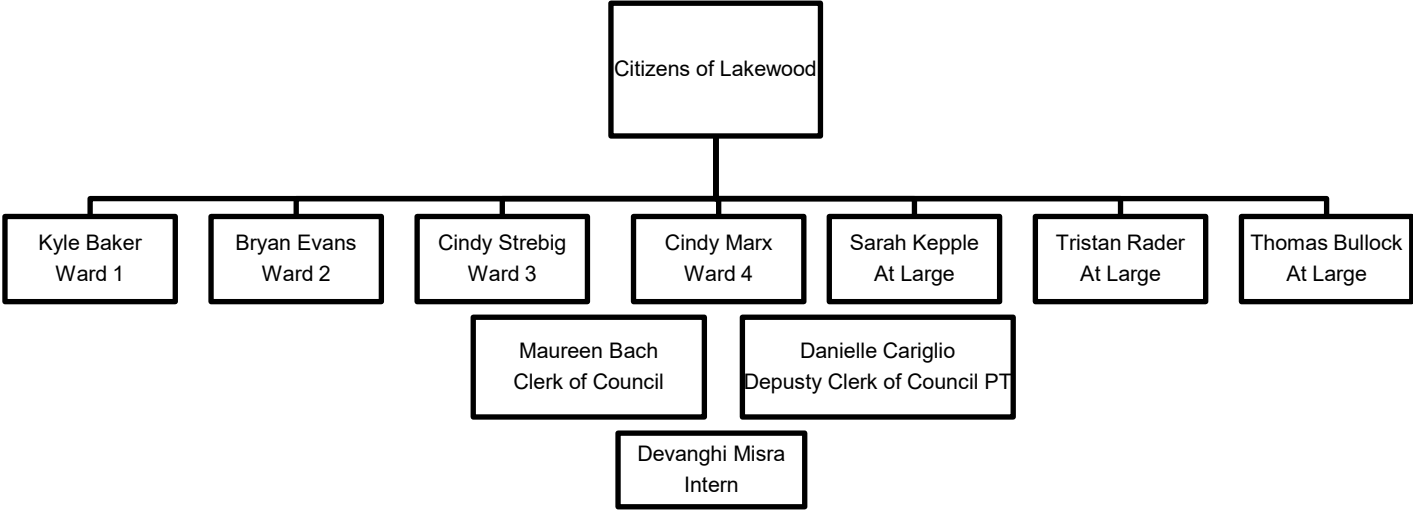 Citizens of Lakewood
Kyle Baker
Ward 1
Bryan Evans
Ward 2
Cindy Strebig
Ward 3
Cindy Marx
Ward 4
Sarah Kepple
At Large
Tristan Rader
At Large
Thomas Bullock
At Large
Maureen Bach
Clerk of Council
Danielle Cariglio
Depusty Clerk of Council PT
Devanghi Misra
Intern